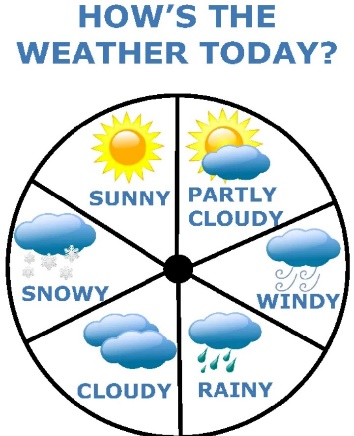 HOW'S THE
WEATHER TODAY?
SUNNY
PARTLY
CLOUDY
WINDY
RAINY
CLOUDY
SNOWY